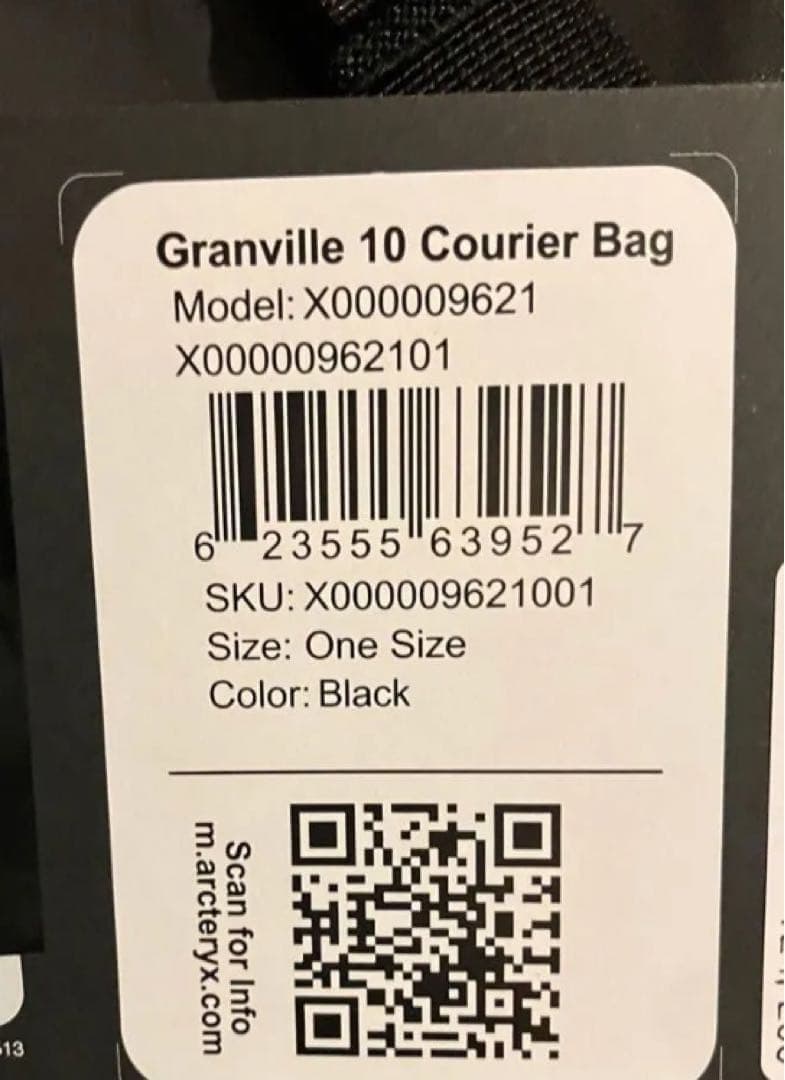 Granville 10 Courier Bag
Model: X000009621
X00000962101
6 23555 63952 7
SKU: X000009621001
Size: One Size
Color: Black
Scan for Info
m.arcteryx.com